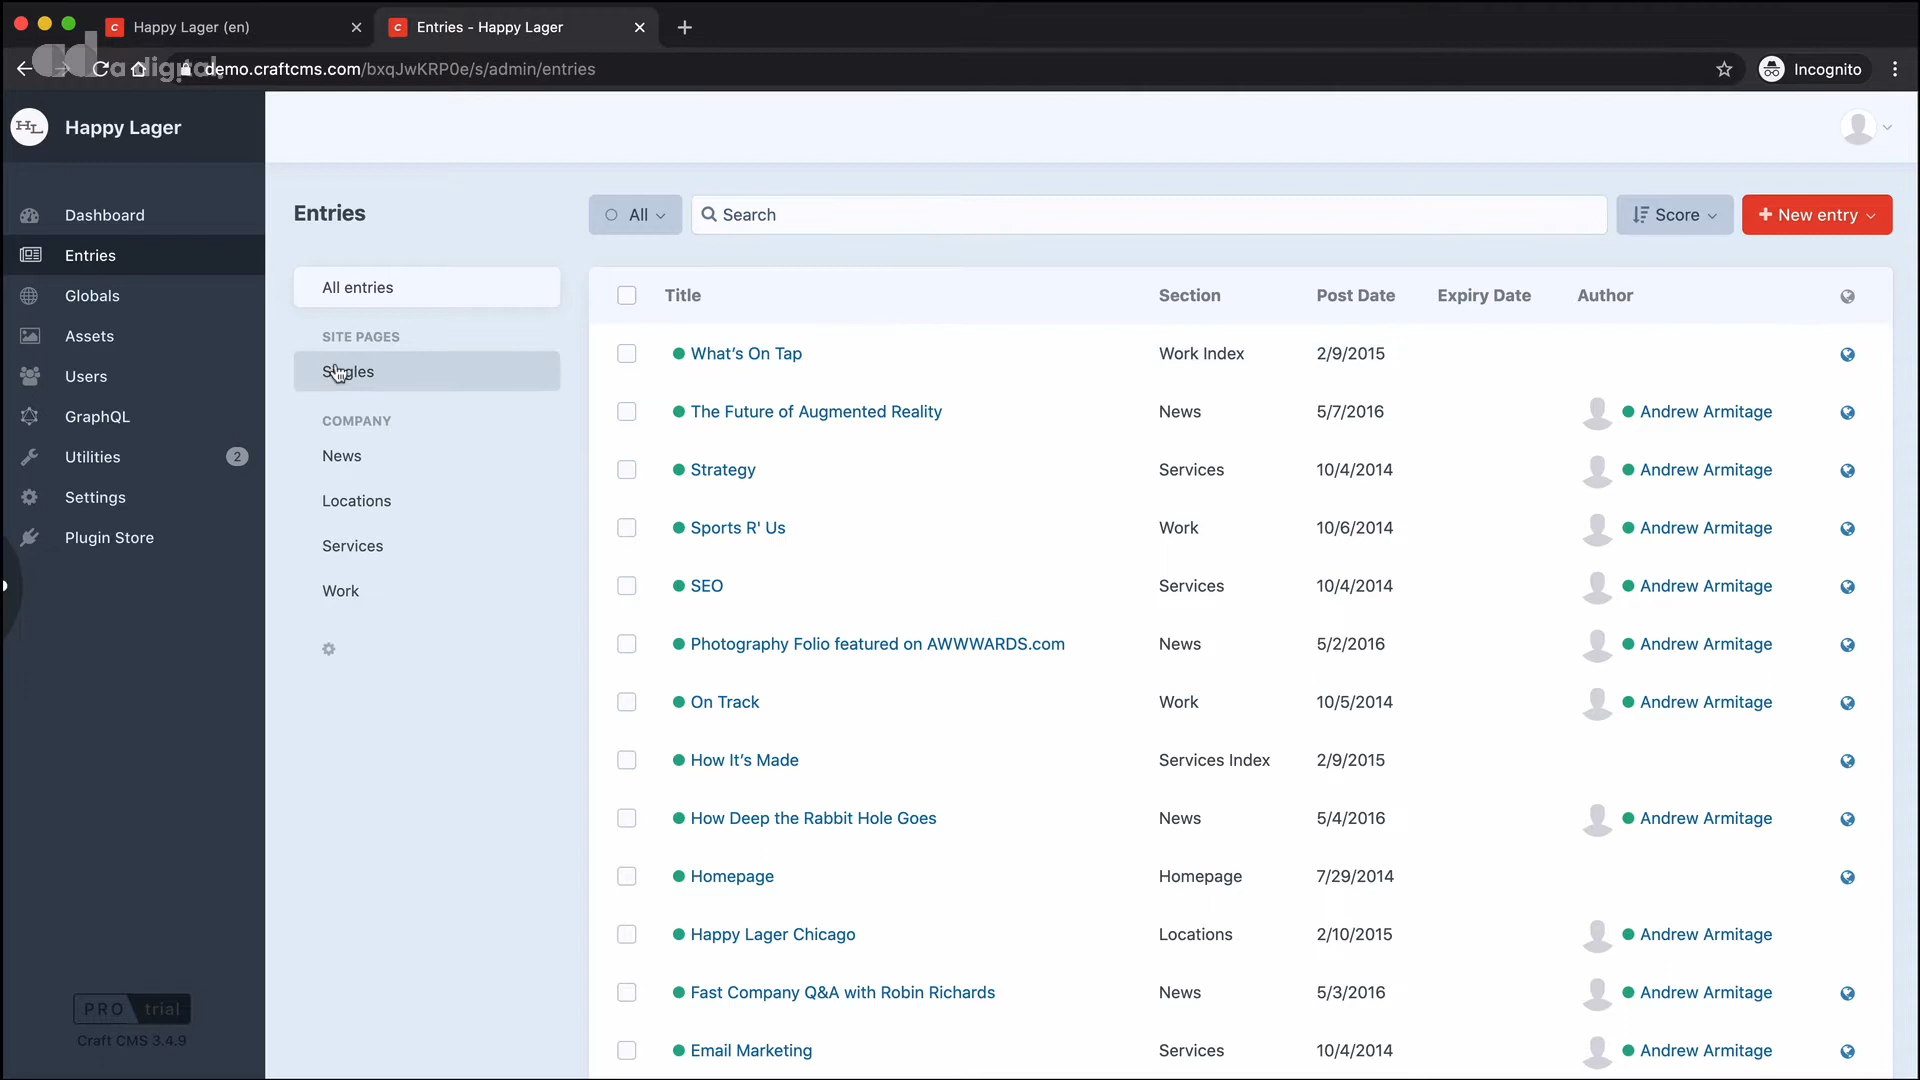 Happy Lager (en)
Entries - Happy Lager
a digital
demo.craftcms.com/bxqJwKRP0e/s/admin/entries
Incognito
HL
Happy Lager
Dashboard
Entries
Globals
Assets
Users
GraphQL
Utilities 2
Settings
Plugin Store
PRO trial
Craft CMS 3.4.9
Entries
All entries
SITE PAGES
Singles
COMPANY
News
Locations
Services
Work
All
Search
Score
New entry
Title Section Post Date Expiry Date Author
What's On Tap Work Index 2/9/2015
The Future of Augmented Reality News 5/7/2016 Andrew Armitage
Strategy Services 10/4/2014 Andrew Armitage
Sports R' Us Work 10/6/2014 Andrew Armitage
SEO Services 10/4/2014 Andrew Armitage
Photography Folio featured on AWWWARDS.com News 5/2/2016 Andrew Armitage
On Track Work 10/5/2014 Andrew Armitage
How It's Made Services Index 2/9/2015
How Deep the Rabbit Hole Goes News 5/4/2016 Andrew Armitage
Homepage Homepage 7/29/2014
Happy Lager Chicago Locations 2/10/2015 Andrew Armitage
Fast Company Q&A with Robin Richards News 5/3/2016 Andrew Armitage
Email Marketing Services 10/4/2014 Andrew Armitage